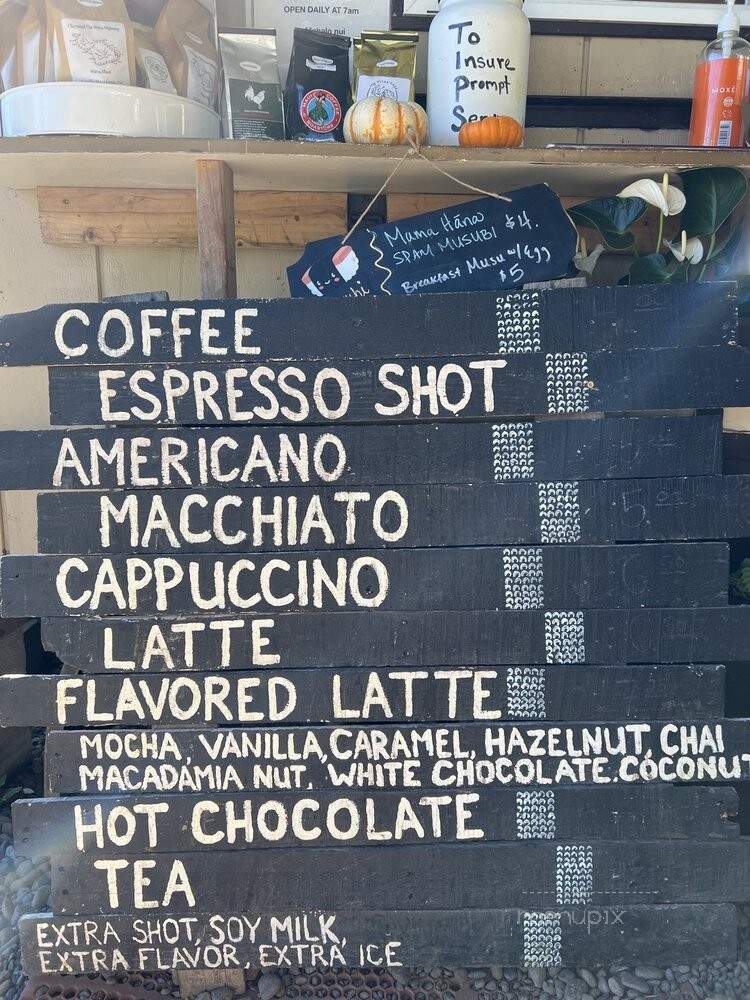 OPEN DAILY AT 7am
To
Insure
Prompt
MOXÉ
Mama Hāna $4.
SPAM MUSUBI
Breakfast Musu w/ Egg
$5
COFFEE
ESPRESSO SHOT
AMERICANO
MACCHIATO
CAPPUCCINO
LATTE
FLAVORED LATTE
MOCHA, VANILLA, CARAMEL, HAZELNUT, CHAI
MACADAMIA NUT, WHITE CHOCOLATE. COCONUT
HOT CHOCOLATE
TEA
EXTRA SHOT, SOY MILK,
EXTRA FLAVOR, EXTRA ICE
menupix